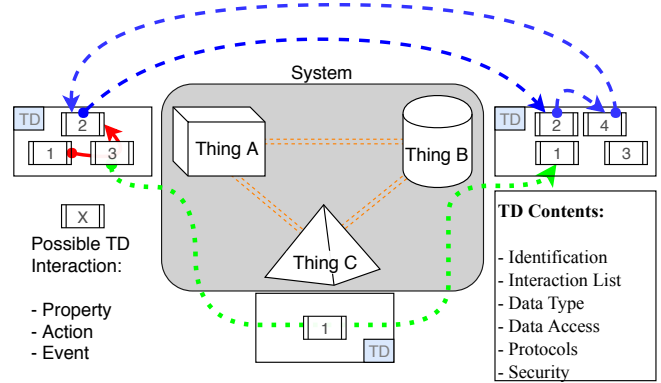 System
TD
2
1
3
Thing A
Thing B
Thing C
TD
2
4
1
3
X
Possible TD
Interaction:
- Property
- Action
- Event
1
TD
TD Contents:
- Identification
- Interaction List
- Data Type
- Data Access
- Protocols
- Security